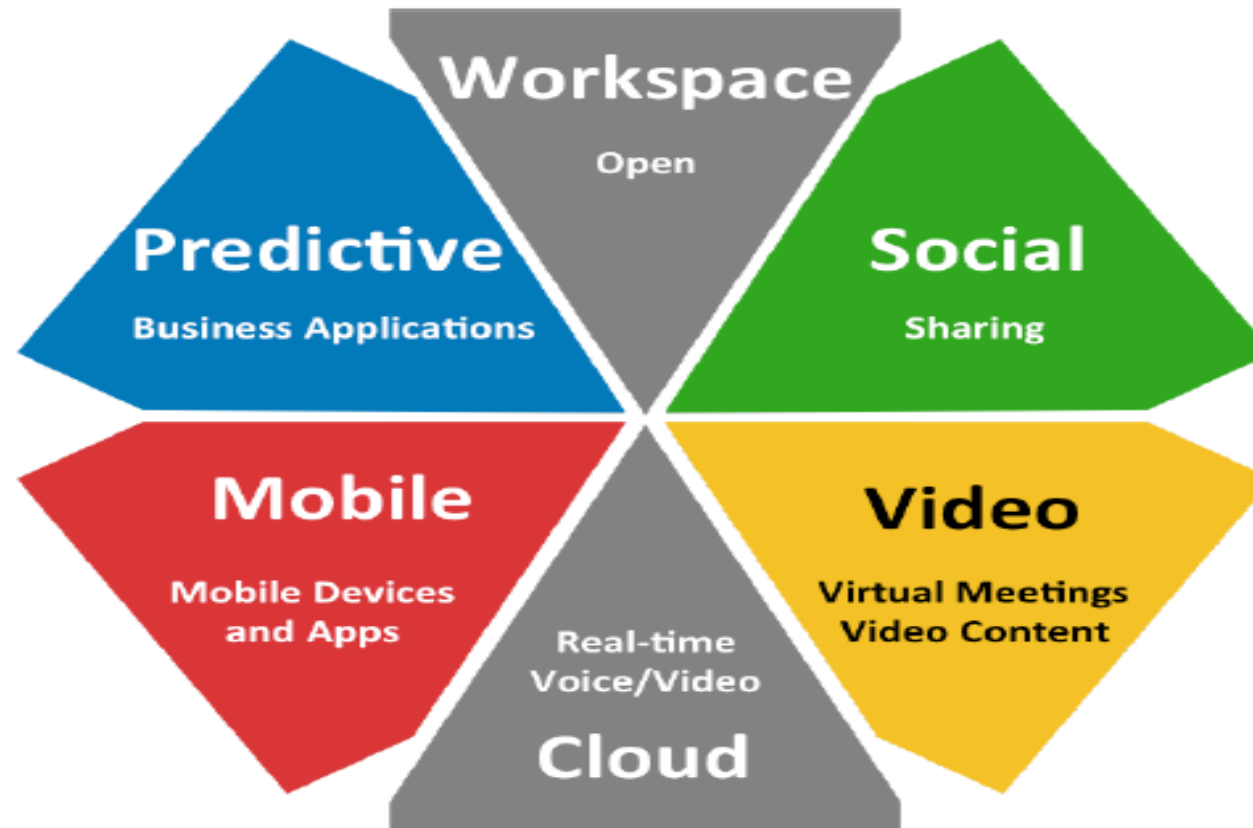 Workspace
Open
Predictive
Business Applications
Social
Sharing
Mobile
Mobile Devices
and Apps
Video
Virtual Meetings
Video Content
Real-time
Voice/Video
Cloud